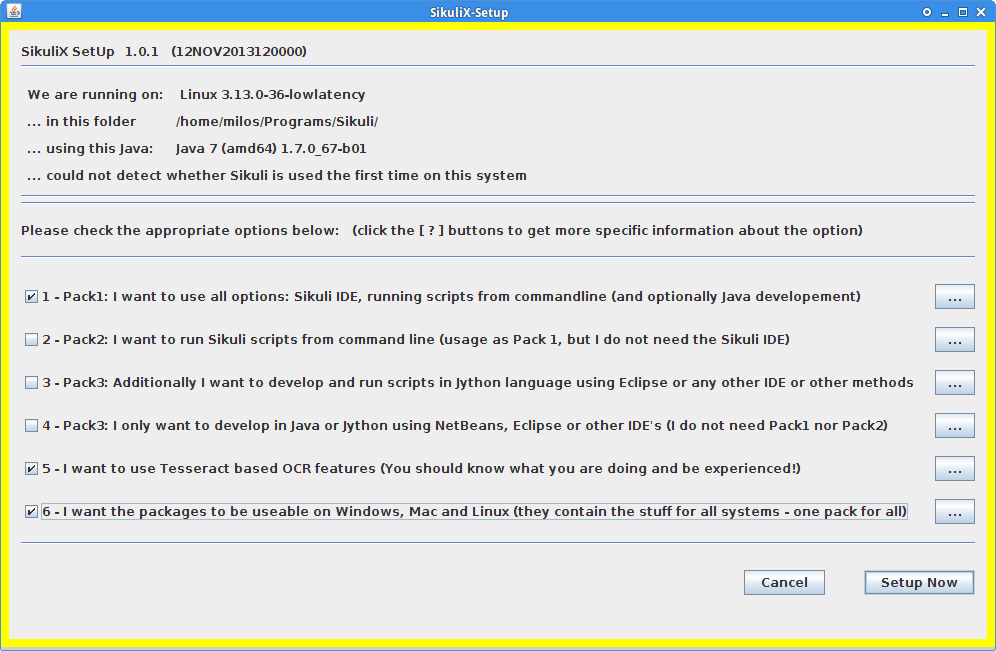 SikuliX-Setup
SikuliX SetUp 1.0.1 (12NOV2013120000)
We are running on: Linux 3.13.0-36-lowlatency
... in this folder /home/milos/Programs/Sikuli/
... using this Java: Java 7 (amd64) 1.7.0_67-b01
... could not detect whether Sikuli is used the first time on this system
Please check the appropriate options below: (click the [ ? ] buttons to get more specific information about the option)
1 - Pack1: I want to use all options: Sikuli IDE, running scripts from commandline (and optionally Java developement) ...
2 - Pack2: I want to run Sikuli scripts from command line (usage as Pack 1, but I do not need the Sikuli IDE) ...
3 - Pack3: Additionally I want to develop and run scripts in Jython language using Eclipse or any other IDE or other methods ...
4 - Pack3: I only want to develop in Java or Jython using NetBeans, Eclipse or other IDE's (I do not need Pack1 nor Pack2) ...
5 - I want to use Tesseract based OCR features (You should know what you are doing and be experienced!) ...
6 - I want the packages to be useable on Windows, Mac and Linux (they contain the stuff for all systems - one pack for all) ...
Cancel Setup Now